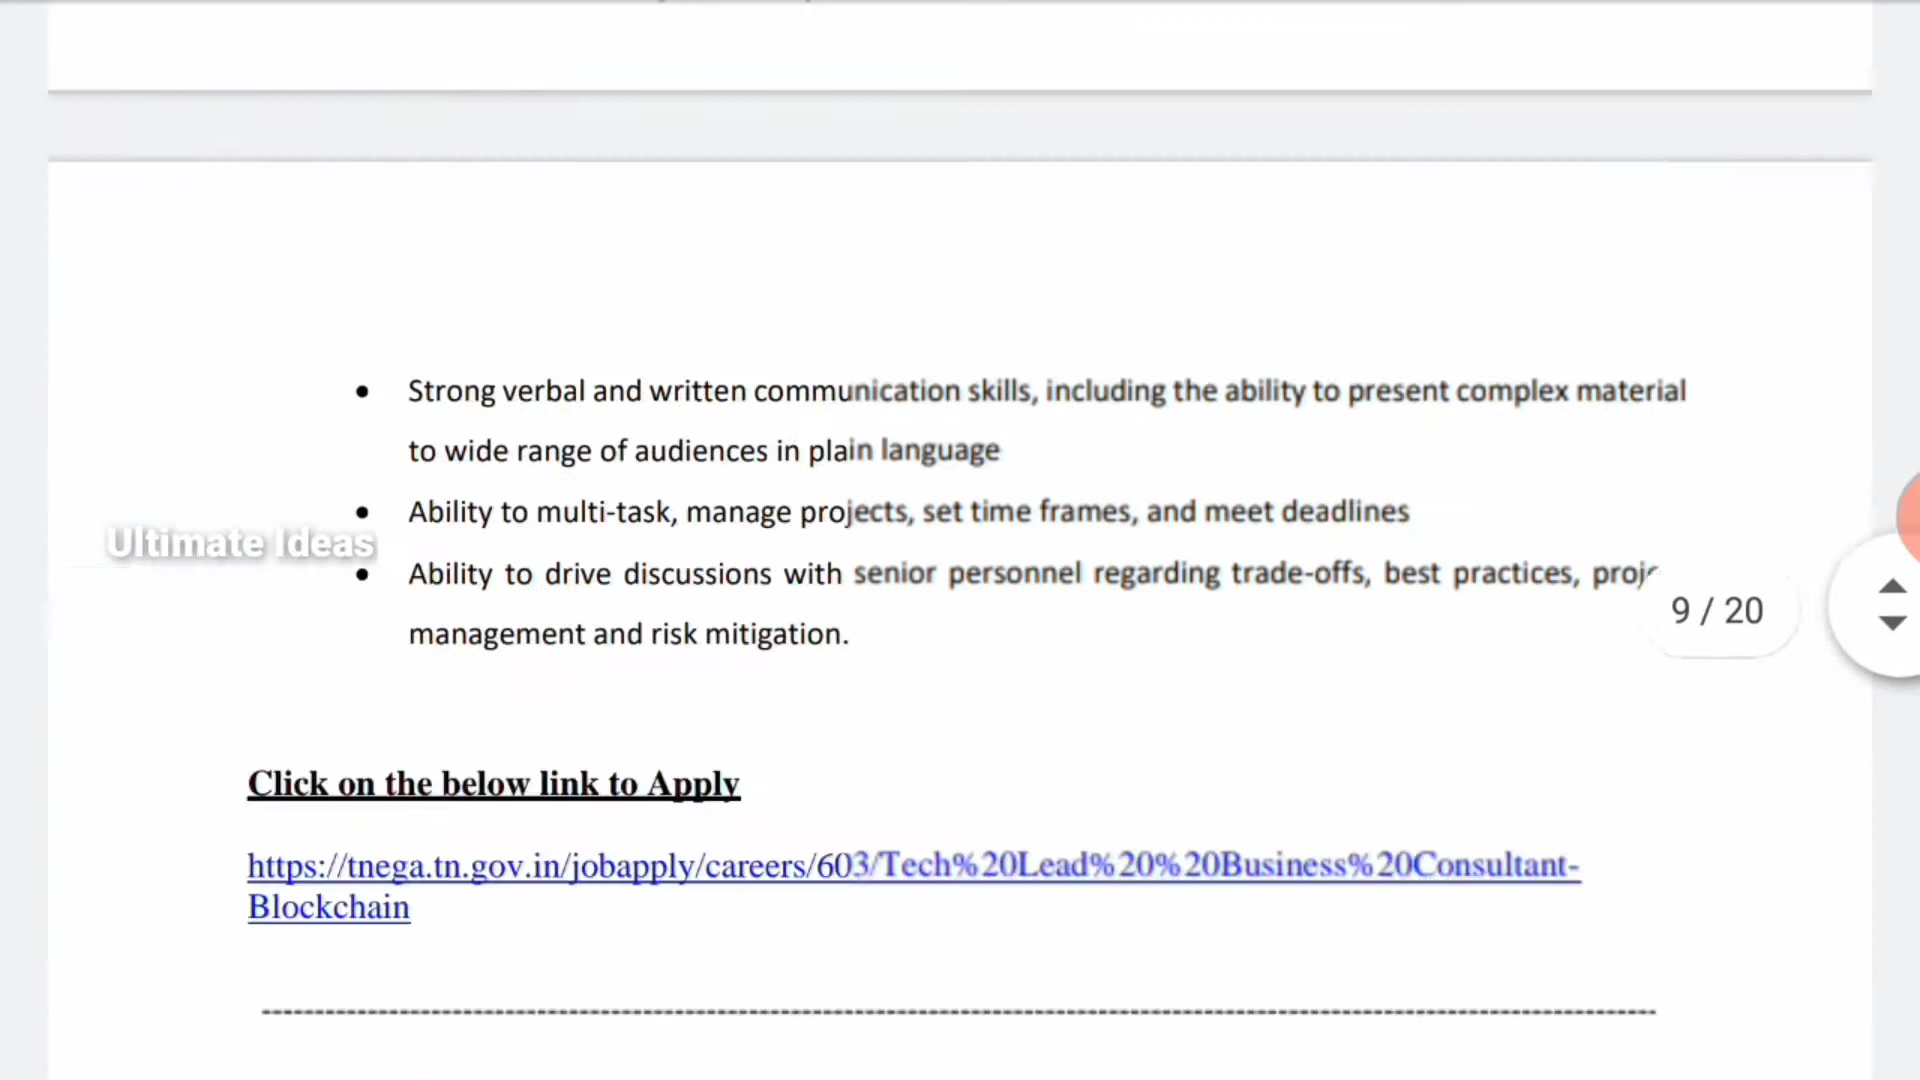 • Strong verbal and written communication skills, including the ability to present complex material
to wide range of audiences in plain language
• Ability to multi-task, manage projects, set time frames, and meet deadlines
Ultimate Ideas
• Ability to drive discussions with senior personnel regarding trade-offs, best practices,
9 / 20
management and risk mitigation.
Click on the below link to Apply
https://tnega.tn.gov.in/jobapply/careers/603/Tech%20Lead%20%20Business%20Consultant-
Blockchain